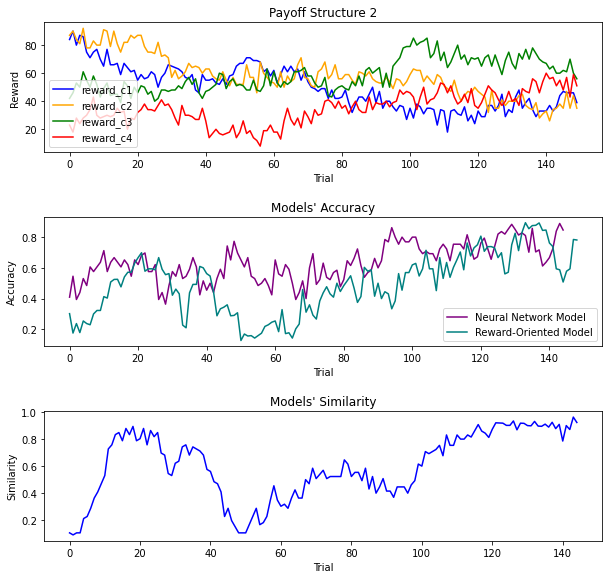 Payoff Structure 2
Reward
80
60
40
20
reward_c1
reward_c2
reward_c3
reward_c4
0 20 40 60 80 100 120 140
Trial
Models' Accuracy
Accuracy
0.8
0.6
0.4
0.2
Neural Network Model
Reward-Oriented Model
0 20 40 60 80 100 120 140
Trial
Models' Similarity
Similarity
1.0
0.8
0.6
0.4
0.2
0 20 40 60 80 100 120 140
Trial